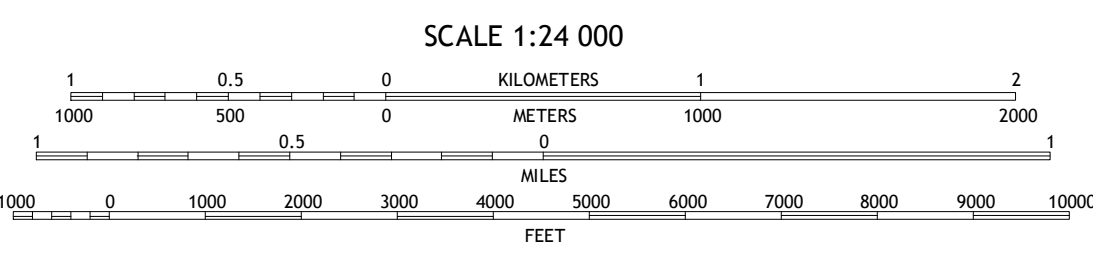 SCALE 1:24 000
1 0.5 0 KILOMETERS 1 2
1000 500 0 METERS 1000 2000
1 0.5 0 1
MILES
1000 0 1000 2000 3000 4000 5000 6000 7000 8000 9000 10000
FEET